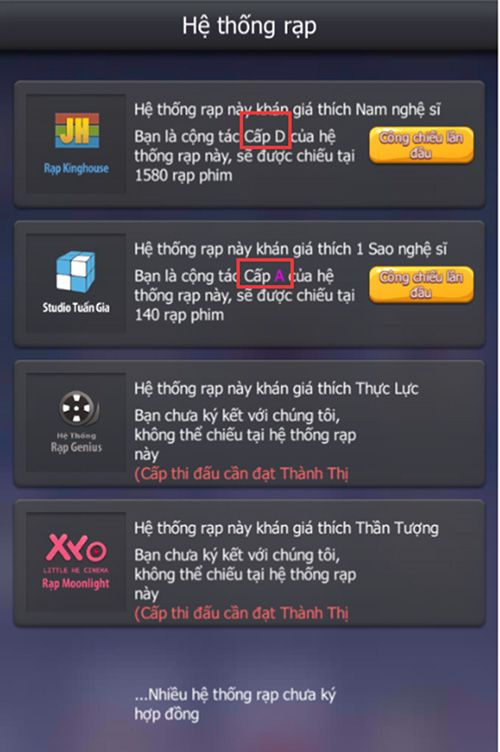 Hệ thống rạp
JH
Rạp Kinghouse
Hệ thống rạp này khán giá thích Nam nghệ sĩ
Bạn là cộng tác Cấp D của hệ
thống rạp này, sẽ được chiếu tại
1580 rạp phim
Công chiếu lần
đầu
Studio Tuấn Gia
Hệ thống rạp này khán giá thích 1 Sao nghệ sĩ
Bạn là cộng tác Cấp A của hệ
thống rạp này, sẽ được chiếu tại
140 rạp phim
Công chiếu lần
đầu
Hệ Thống
Rạp Genius
Hệ thống rạp này khán giá thích Thực Lực
Bạn chưa ký kết với chúng tôi,
không thể chiếu tại hệ thống rạp
này
(Cấp thi đấu cần đạt Thành Thị
XYO
LITTLE HE CINEMA
Rạp Moonlight
Hệ thống rạp này khán giá thích Thần Tượng
Bạn chưa ký kết với chúng tôi,
không thể chiếu tại hệ thống rạp
này
(Cấp thi đấu cần đạt Thành Thị
...Nhiều hệ thống rạp chưa ký
hợp đồng